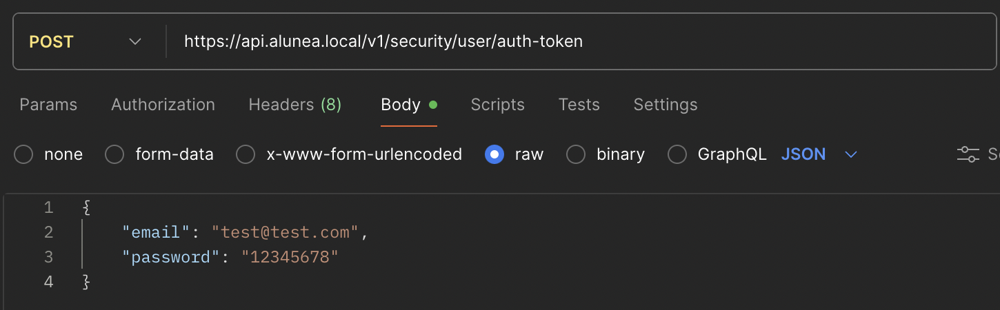 POST https://api.alunea.local/v1/security/user/auth-token
Params Authorization Headers (8) Body Scripts Tests Settings
none form-data x-www-form-urlencoded raw binary GraphQL JSON
1 {
2 "email": "test@test.com",
3 "password": "12345678"
4 }